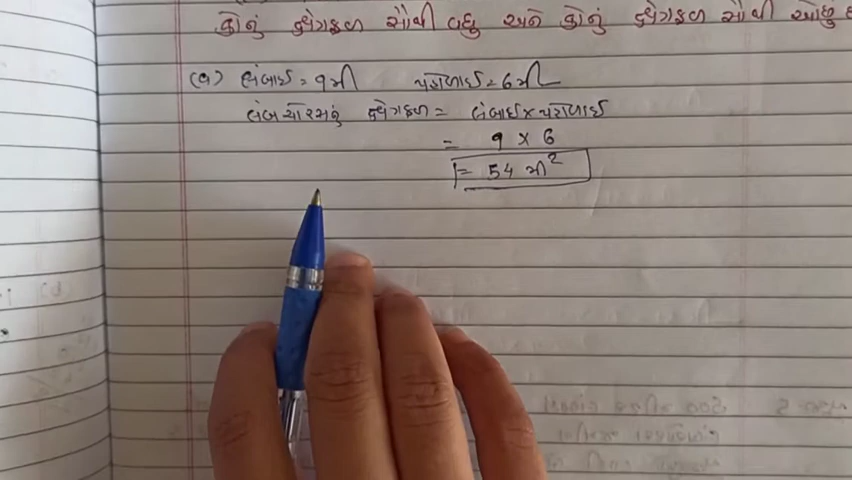 કોનું ક્ષેત્રફળ સૌથી વધુ અને કોનું ક્ષેત્રફળ સૌથી ઓછું
(a) લંબાઈ = 9 મી પહોળાઈ = 6 મી
લંબચોરસનું ક્ષેત્રફળ = લંબાઈ × પહોળાઈ
= 9 × 6
= 54 મી²